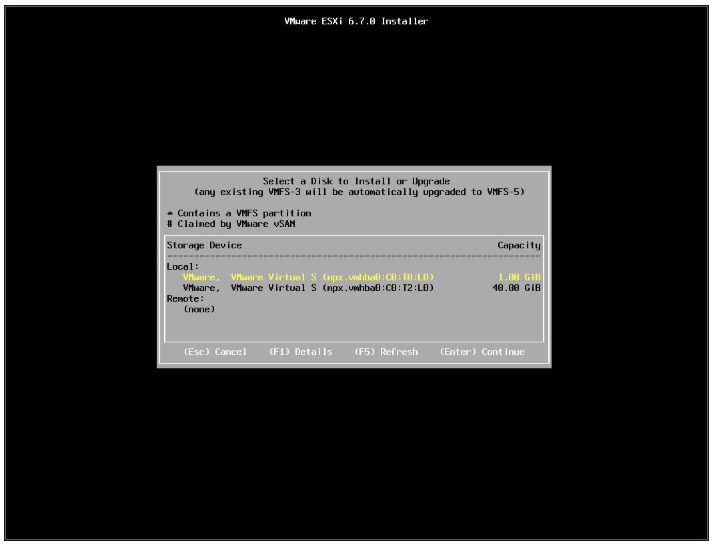 VMware ESXi 6.7.0 Installer
Select a Disk to Install or Upgrade
(any existing VMFS-3 will be automatically upgraded to VMFS-5)
* Contains a VMFS partition
# Claimed by VMware vSAN
Storage Device Capacity
Local:
VMware, VMware Virtual S (mpx.vmhba0:C0:T0:L0) 1.00 GiB
VMware, VMware Virtual S (mpx.vmhba0:C0:T2:L0) 40.00 GiB
Remote:
(none)
(Esc) Cancel (F1) Details (F5) Refresh (Enter) Continue